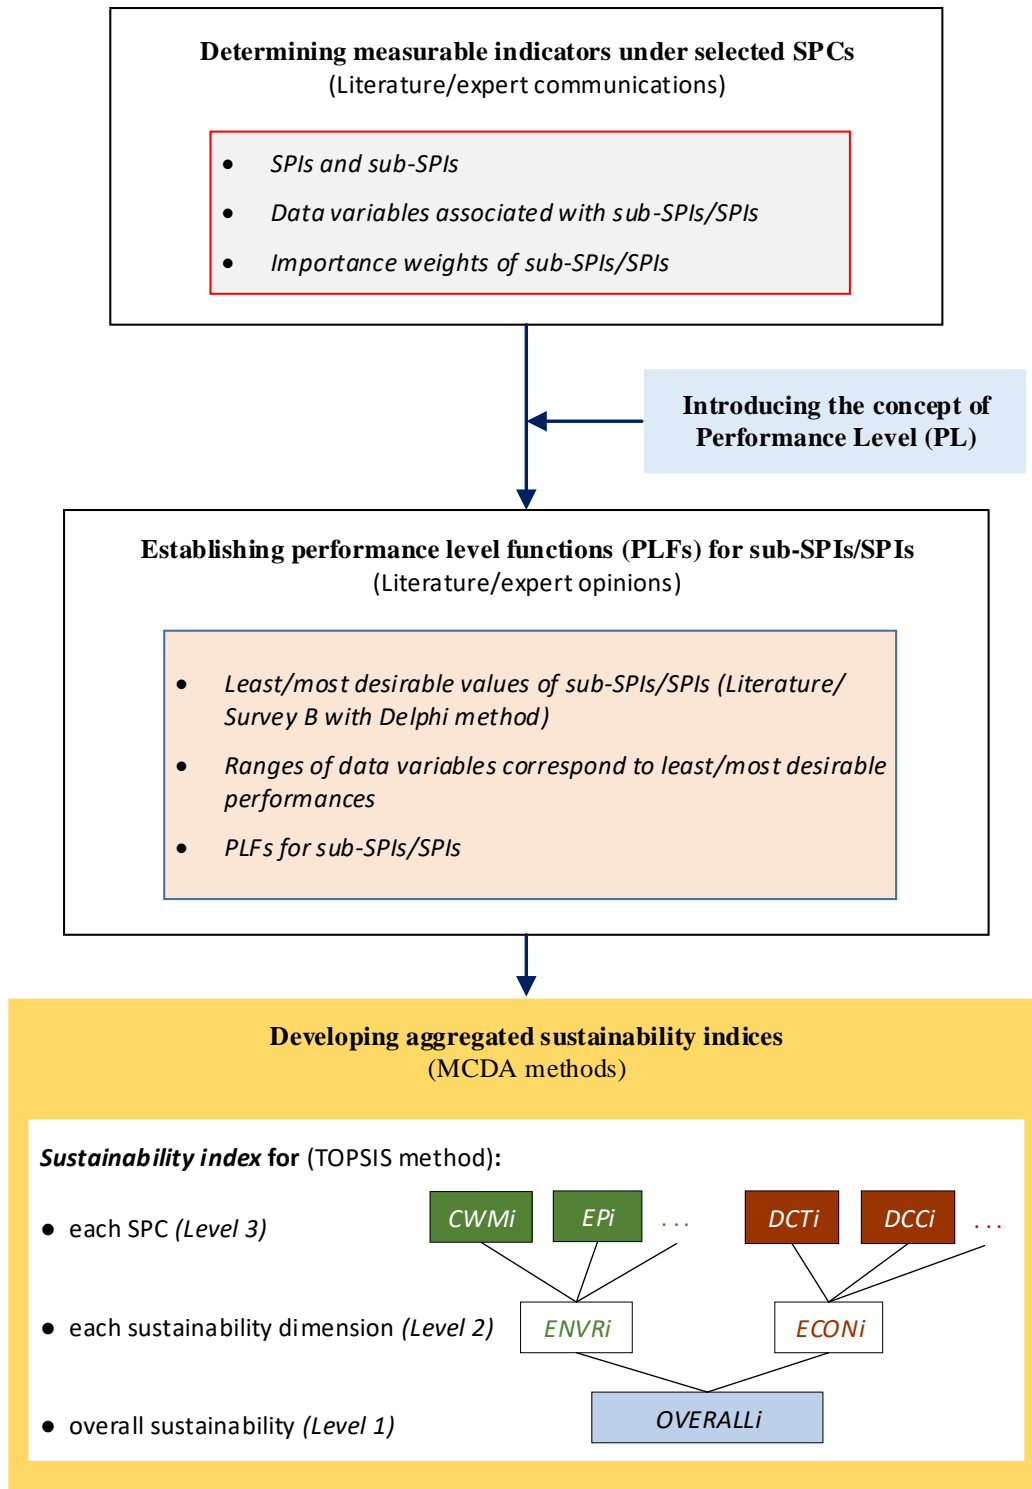 Determining measurable indicators under selected SPCs
(Literature/expert communications)
● SPIs and sub-SPIs
● Data variables associated with sub-SPIs/SPIs
● Importance weights of sub-SPIs/SPIs
Introducing the concept of
Performance Level (PL)
Establishing performance level functions (PLFs) for sub-SPIs/SPIs
(Literature/expert opinions)
● Least/most desirable values of sub-SPIs/SPIs (Literature/
Survey B with Delphi method)
● Ranges of data variables correspond to least/most desirable
performances
● PLFs for sub-SPIs/SPIs
Developing aggregated sustainability indices
(MCDA methods)
Sustainability index for (TOPSIS method):
● each SPC (Level 3)
CWMi EPi ... DCTi DCCi ...
● each sustainability dimension (Level 2)
ENVRi ECONi
● overall sustainability (Level 1)
OVERALLi